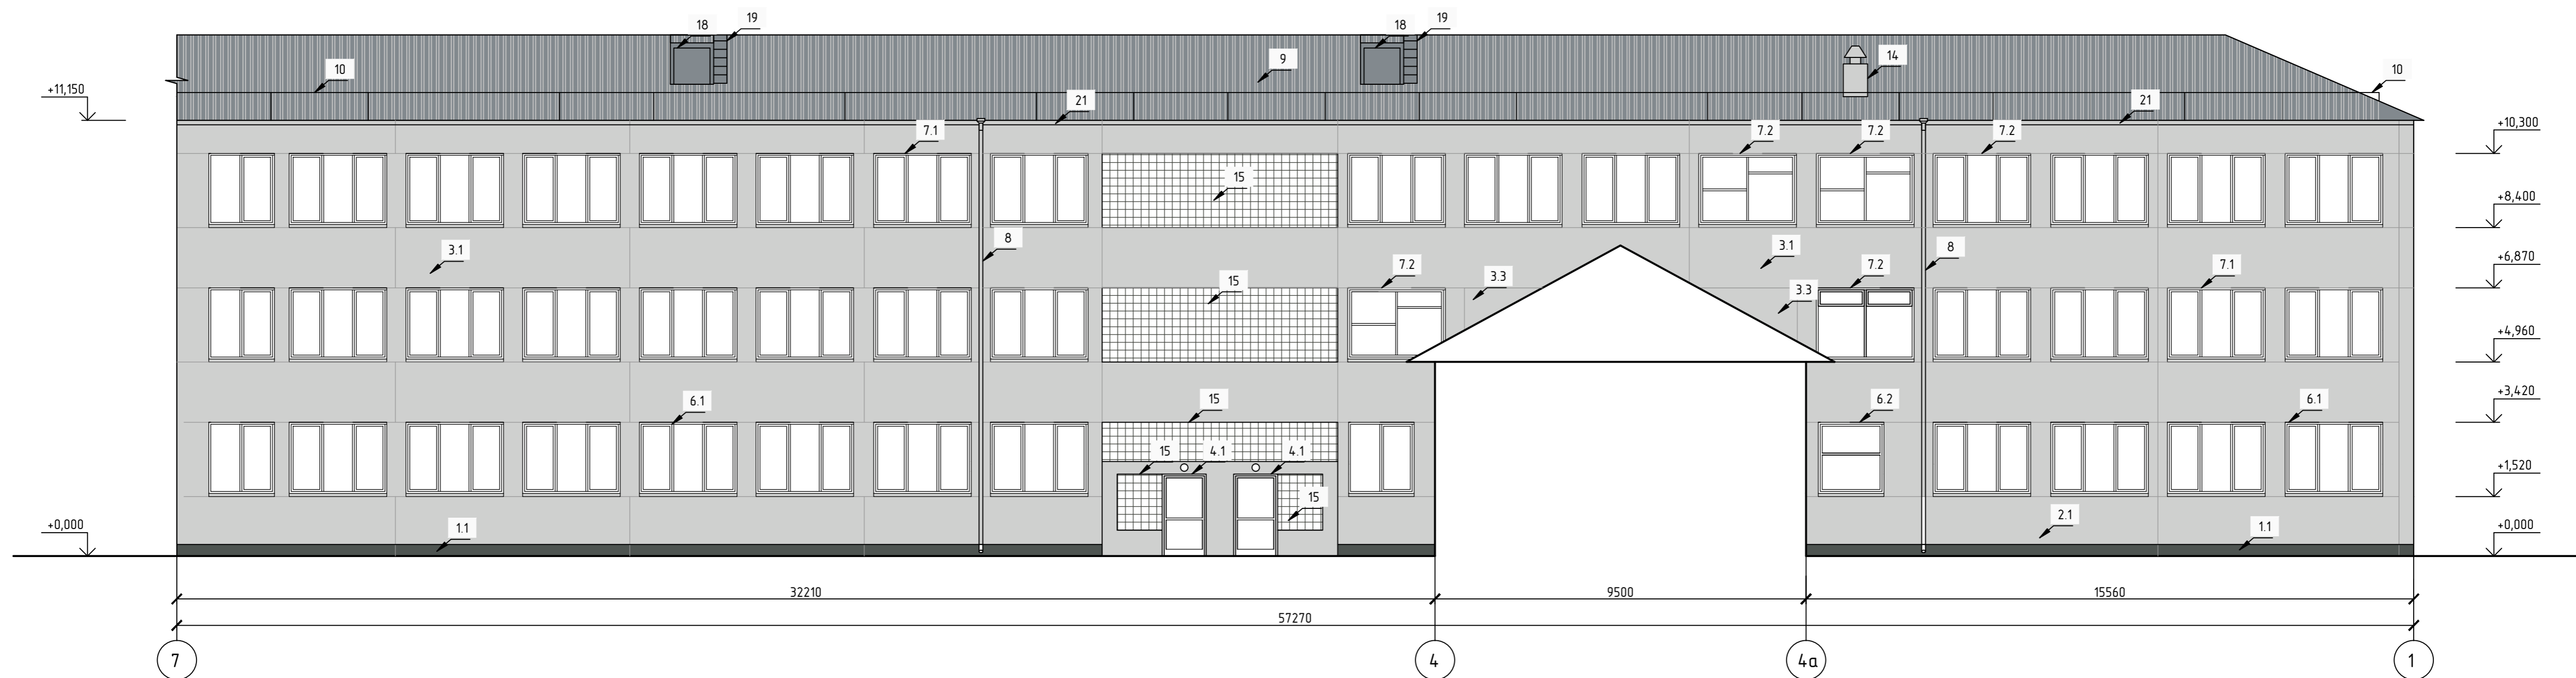 18 19 18 19
10 9 14 10
+11,150 21 21
7.1 7.2 7.2 7.2 +10,300
15
+8,400
3.1 8 3.1 8
7.2 7.2 7.1 +6,870
15 3.3 3.3
+4,960
6.1 15 6.2 6.1 +3,420
15 4.1 4.1
15 +1,520
+0,000 1.1 2.1 1.1 +0,000
32210 9500 15560
57270
7 4 4a 1